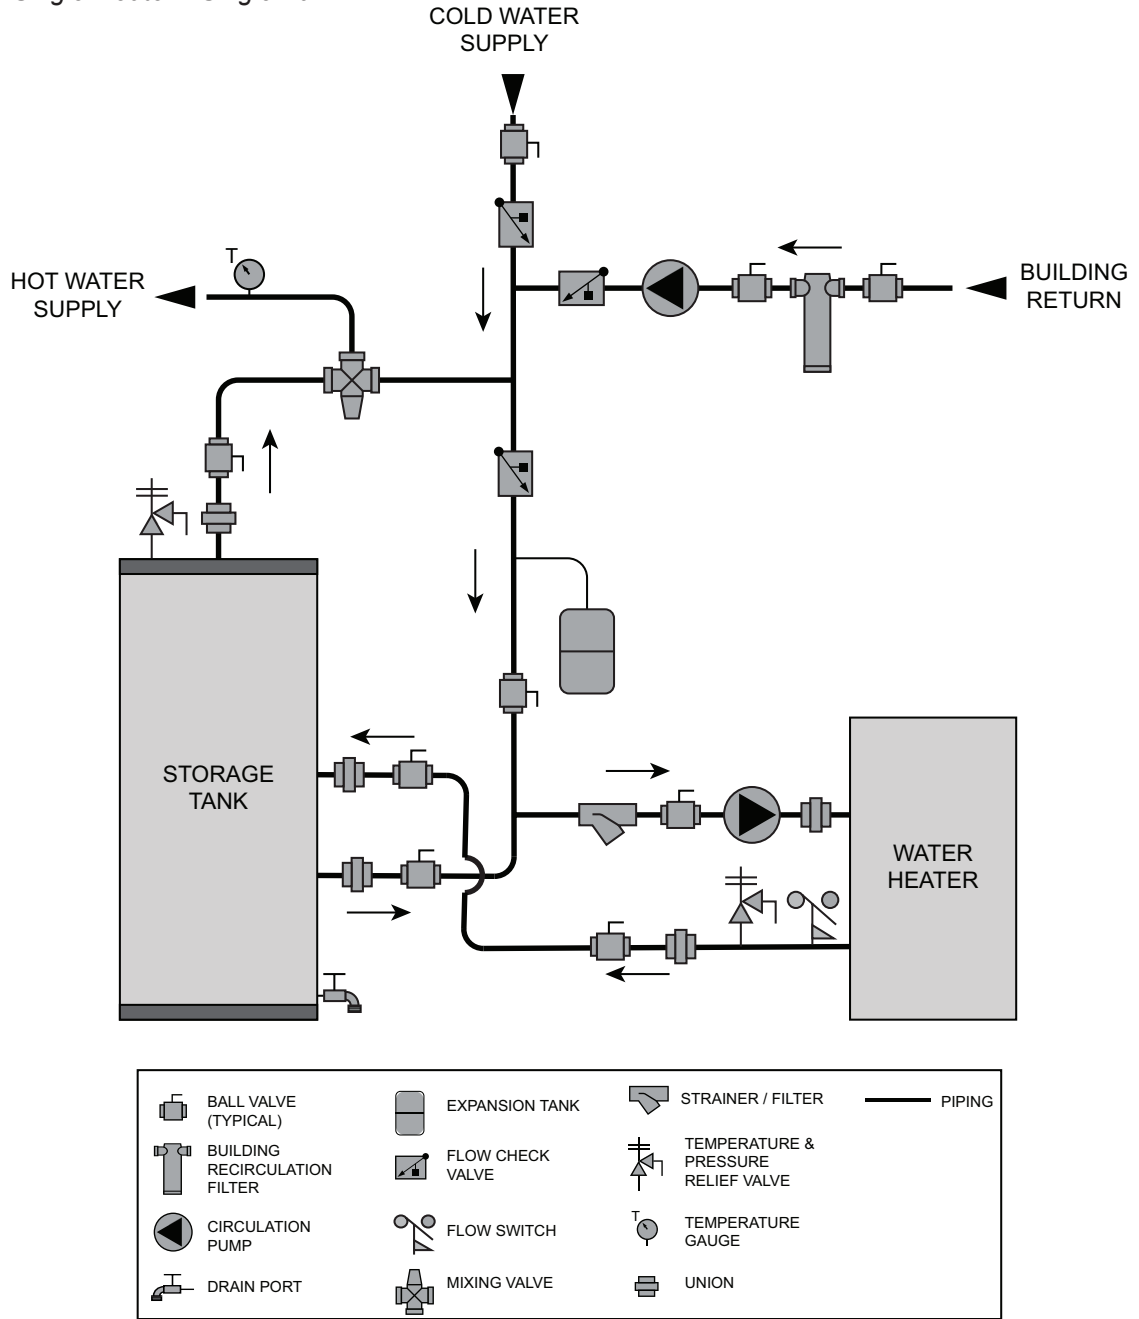 COLD WATER
SUPPLY
T
HOT WATER
SUPPLY
BUILDING
RETURN
STORAGE
TANK
WATER
HEATER
BALL VALVE
(TYPICAL)
BUILDING
RECIRCULATION
FILTER
CIRCULATION
PUMP
DRAIN PORT
EXPANSION TANK
FLOW CHECK
VALVE
FLOW SWITCH
MIXING VALVE
STRAINER / FILTER
TEMPERATURE &
PRESSURE
RELIEF VALVE
T
TEMPERATURE
GAUGE
UNION
PIPING